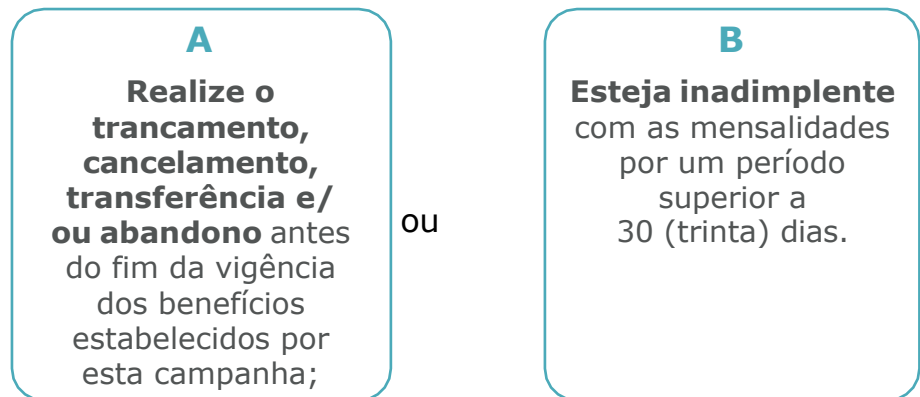 A
Realize o
trancamento,
cancelamento,
transferência e/
ou abandono antes
do fim da vigência
dos benefícios
estabelecidos por
esta campanha;
ou
B
Esteja inadimplente
com as mensalidades
por um período
superior a
30 (trinta) dias.